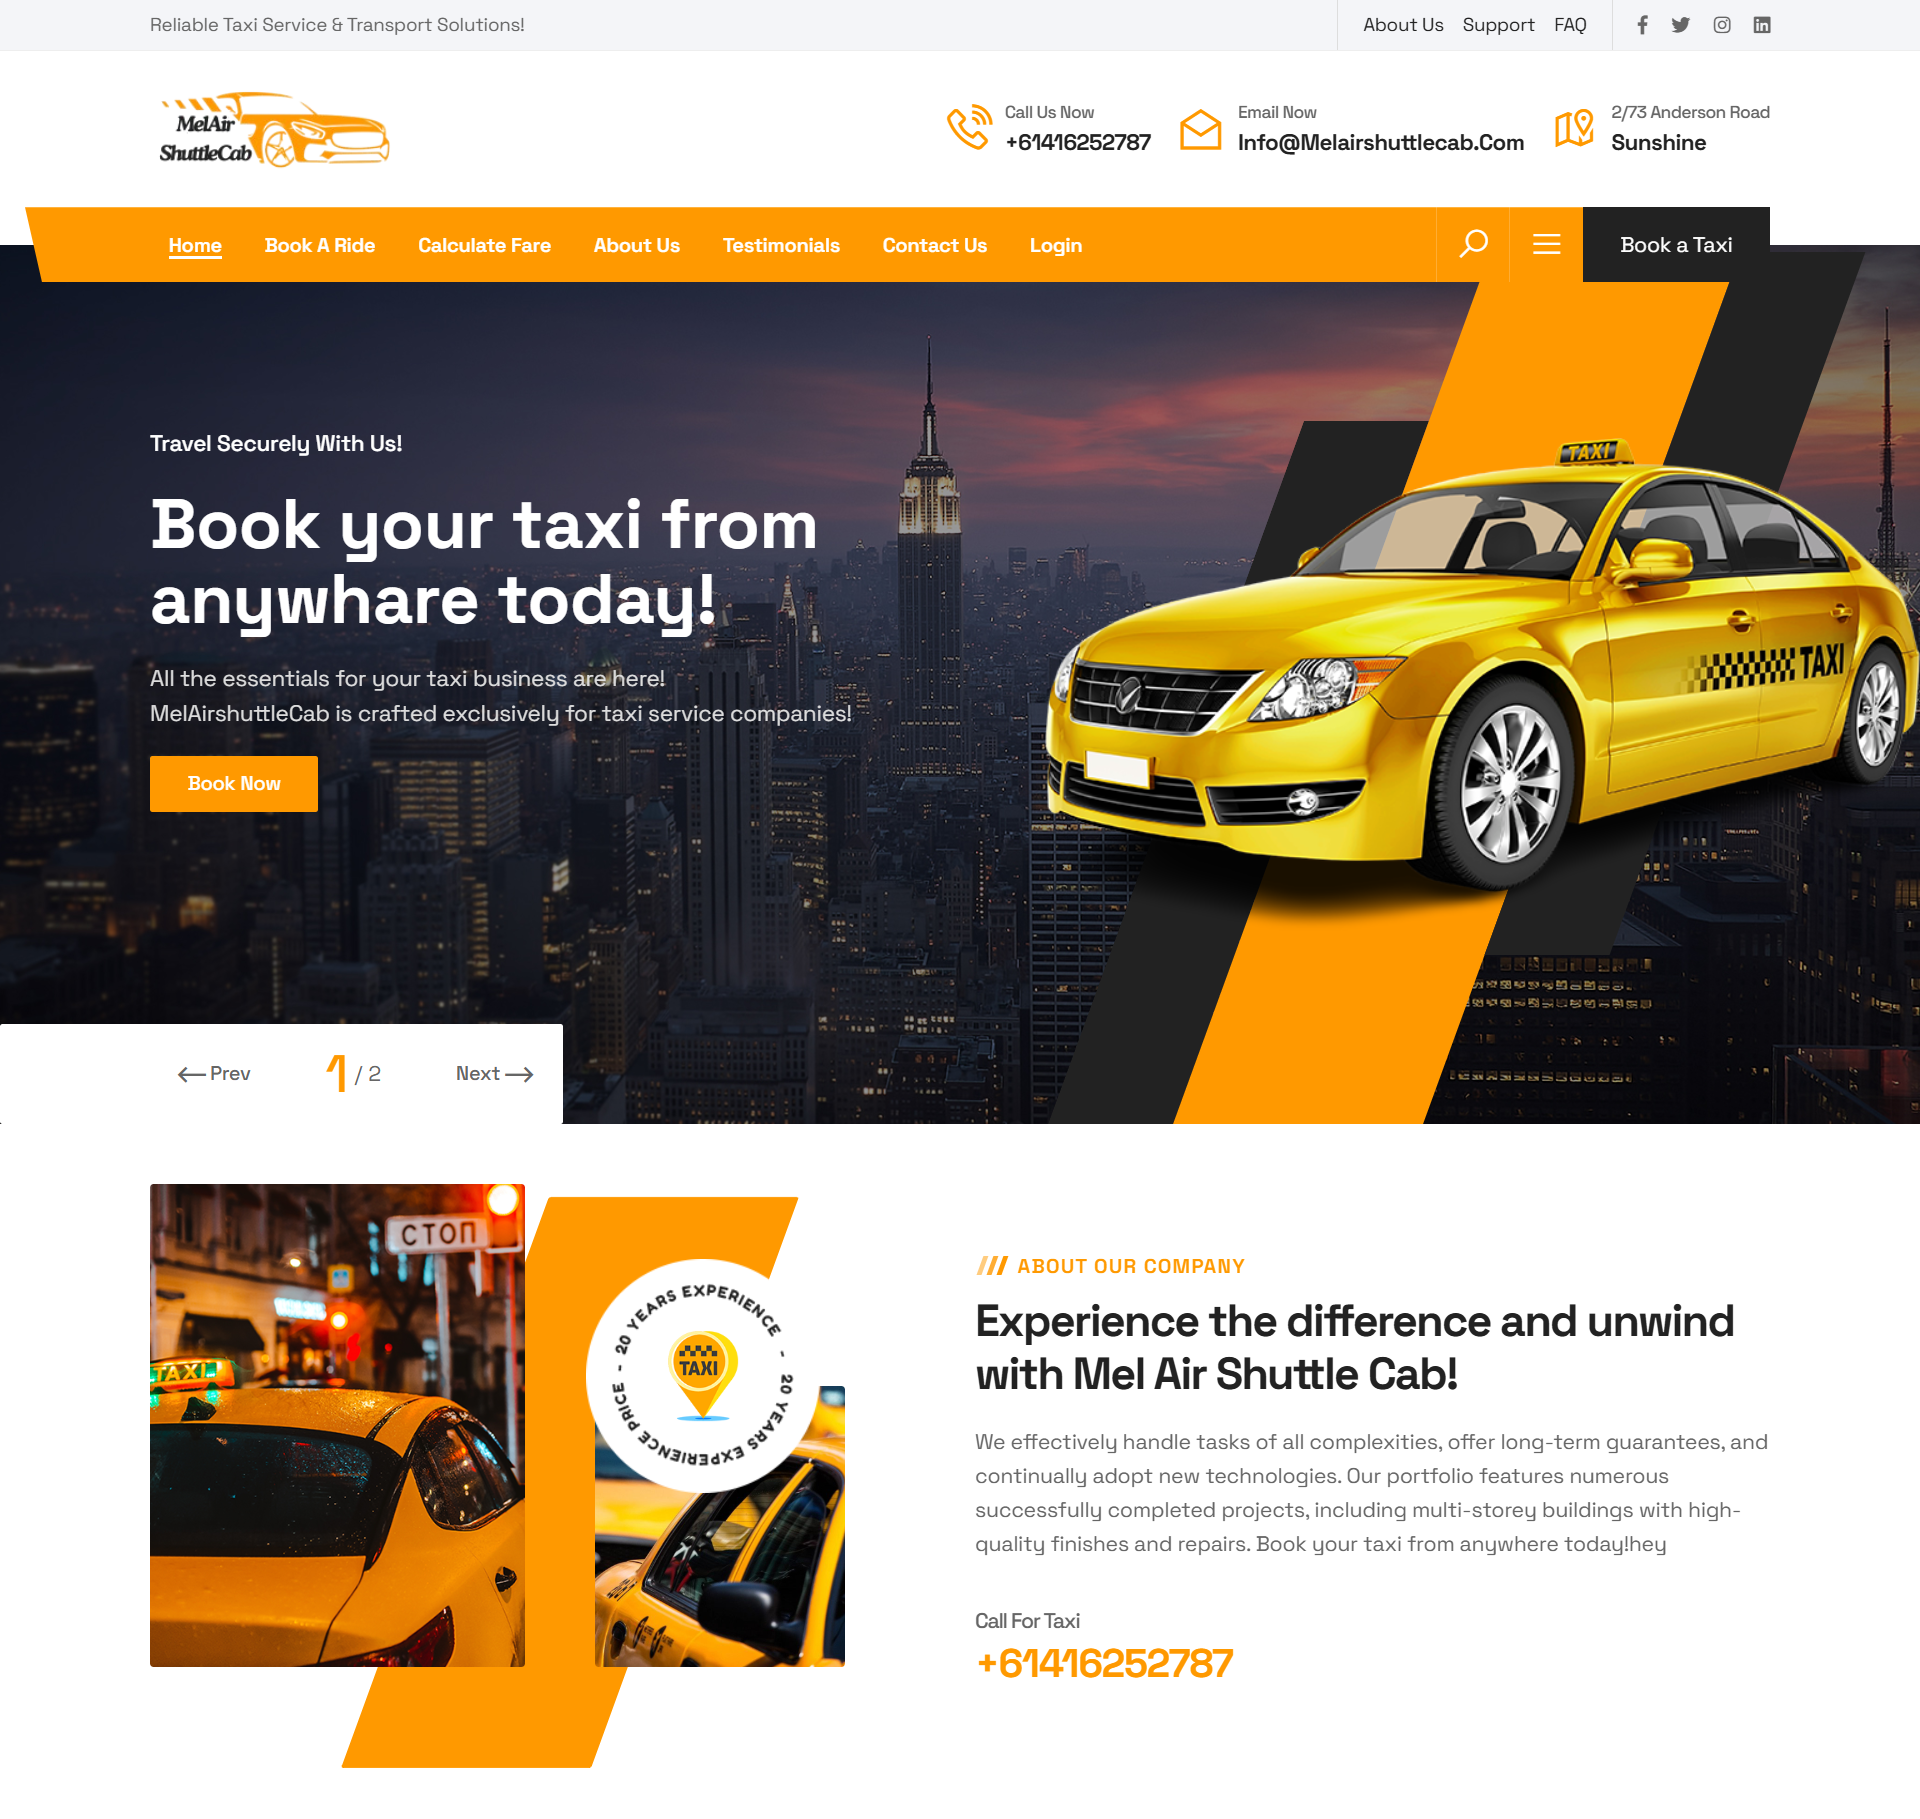 Reliable Taxi Service & Transport Solutions!
About Us Support FAQ
MelAir
ShuttleCab
Call Us Now
+61416252787
Email Now
Info@Melairshuttlecab.Com
2/73 Anderson Road
Sunshine
Home Book A Ride Calculate Fare About Us Testimonials Contact Us Login
Book a Taxi
Travel Securely With Us!
Book your taxi from
anywhare today!
All the essentials for your taxi business are here!
MelAirshuttleCab is crafted exclusively for taxi service companies!
Book Now
TAXI
TAXI
Prev 1 / 2 Next
СТОП
TAXI
- 20 YEARS EXPERIENCE - 20 YEARS EXPERIENCE PRICE
TAXI
ABOUT OUR COMPANY
Experience the difference and unwind
with Mel Air Shuttle Cab!
We effectively handle tasks of all complexities, offer long-term guarantees, and
continually adopt new technologies. Our portfolio features numerous
successfully completed projects, including multi-storey buildings with high-
quality finishes and repairs. Book your taxi from anywhere today!hey
Call For Taxi
+61416252787